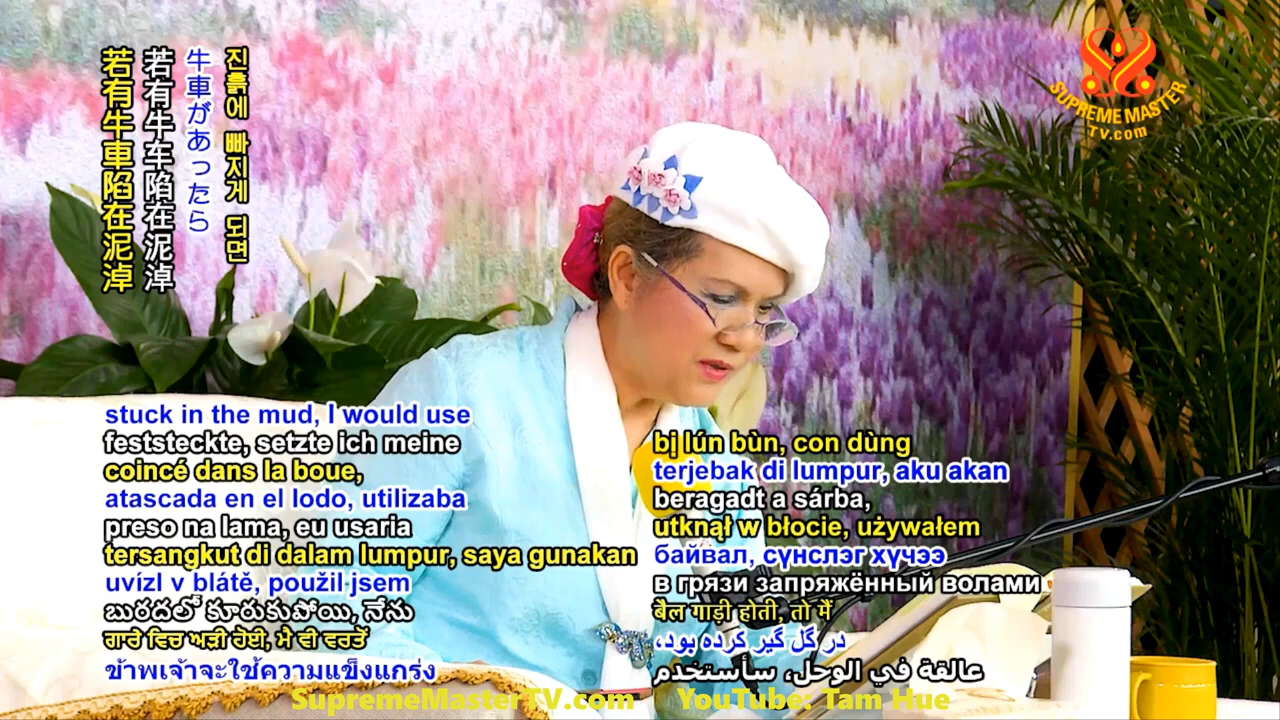 若有牛車陷在泥淖
若有牛车陷在泥淖
牛車があったら
진흙에 빠지게 되면
SUPREME MASTER
TV.com
stuck in the mud, I would use
feststeckte, setzte ich meine
coincé dans la boue,
atascada en el lodo, utilizaba
preso na lama, eu usaria
tersangkut di dalam lumpur, saya gunakan
uvízl v blátě, použil jsem
బురదలో కూరుకుపోయి, నేను
ਗਾਰੇ ਵਿਚ ਅੜੀ ਹੋਈ, ਮੈ ਵੀ ਵਰਤੋਂ
ข้าพเจ้าจะใช้ความแข็งแกร่ง
bị lún bùn, con dùng
terjebak di lumpur, aku akan
beragadt a sárba,
utknął w błocie, używałem
байвал, сүнслэг хүчээ
в грязи запряжённый волами
बैल गाड़ी होती, तो मैं
در گل گیر کرده بود،
عالقة في الوحل، سأستخدم
SupremeMasterTV.com YouTube: Tam Hue